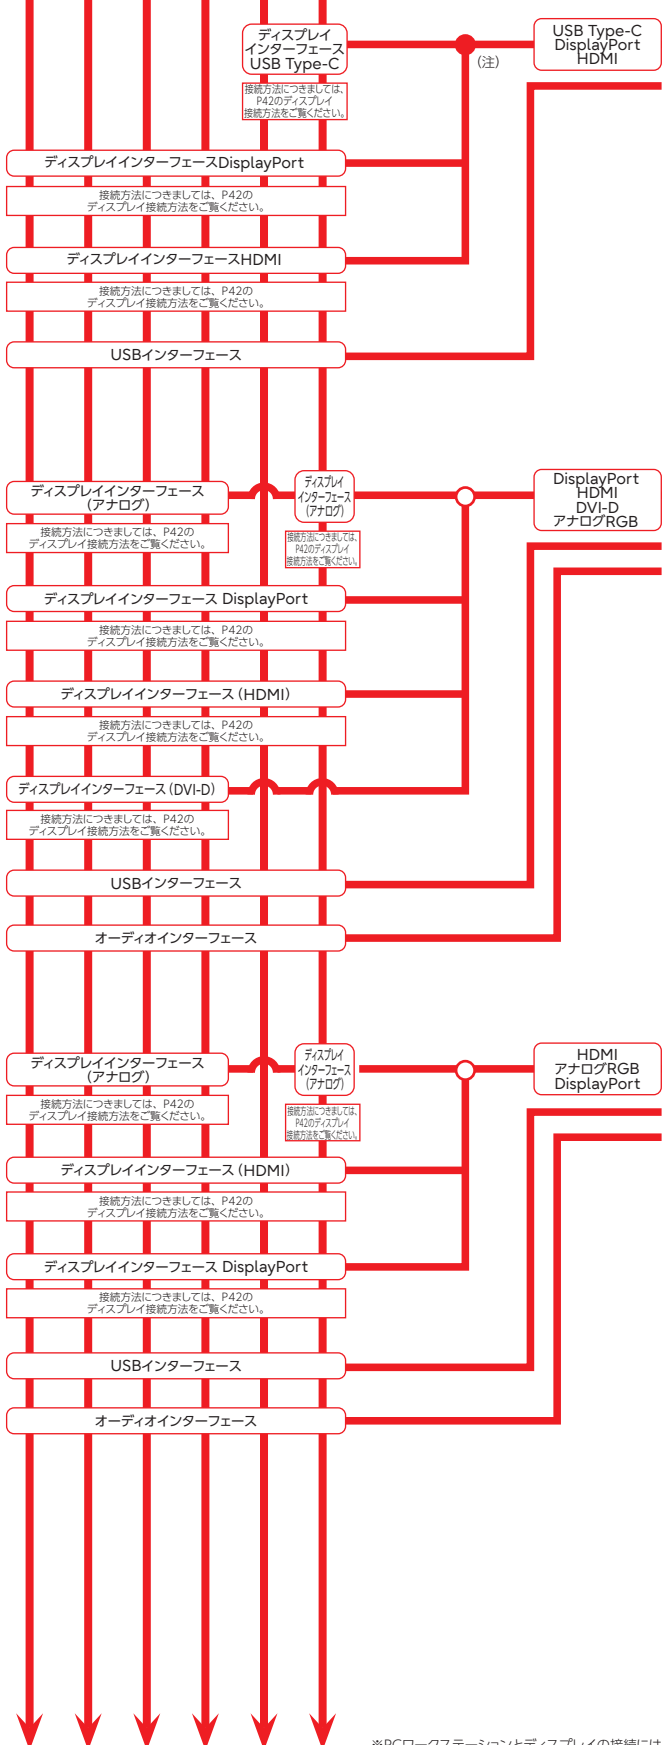 ディスプレイ
インターフェース
USB Type-C
(注)
USB Type-C
DisplayPort
HDMI
接続方法につきましては、
P42のディスプレイ
接続方法をご覧ください。
ディスプレイインターフェースDisplayPort
接続方法につきましては、P42の
ディスプレイ接続方法をご覧ください。
ディスプレイインターフェースHDMI
接続方法につきましては、P42の
ディスプレイ接続方法をご覧ください。
USBインターフェース
ディスプレイインターフェース
(アナログ)
接続方法につきましては、P42の
ディスプレイ接続方法をご覧ください。
ディスプレイ
インターフェース
(アナログ)
接続方法につきましては、
P42のディスプレイ
接続方法をご覧ください。
DisplayPort
HDMI
DVI-D
アナログRGB
ディスプレイインターフェース DisplayPort
接続方法につきましては、P42の
ディスプレイ接続方法をご覧ください。
ディスプレイインターフェース(HDMI)
接続方法につきましては、P42の
ディスプレイ接続方法をご覧ください。
ディスプレイインターフェース(DVI-D)
接続方法につきましては、P42の
ディスプレイ接続方法をご覧ください。
USBインターフェース
オーディオインターフェース
ディスプレイインターフェース
(アナログ)
接続方法につきましては、P42の
ディスプレイ接続方法をご覧ください。
ディスプレイ
インターフェース
(アナログ)
接続方法につきましては、
P42のディスプレイ
接続方法をご覧ください。
HDMI
アナログRGB
DisplayPort
ディスプレイインターフェース(HDMI)
接続方法につきましては、P42の
ディスプレイ接続方法をご覧ください。
ディスプレイインターフェース DisplayPort
接続方法につきましては、P42の
ディスプレイ接続方法をご覧ください。
USBインターフェース
オーディオインターフェース
※PCワークステーションとディスプレイの接続には